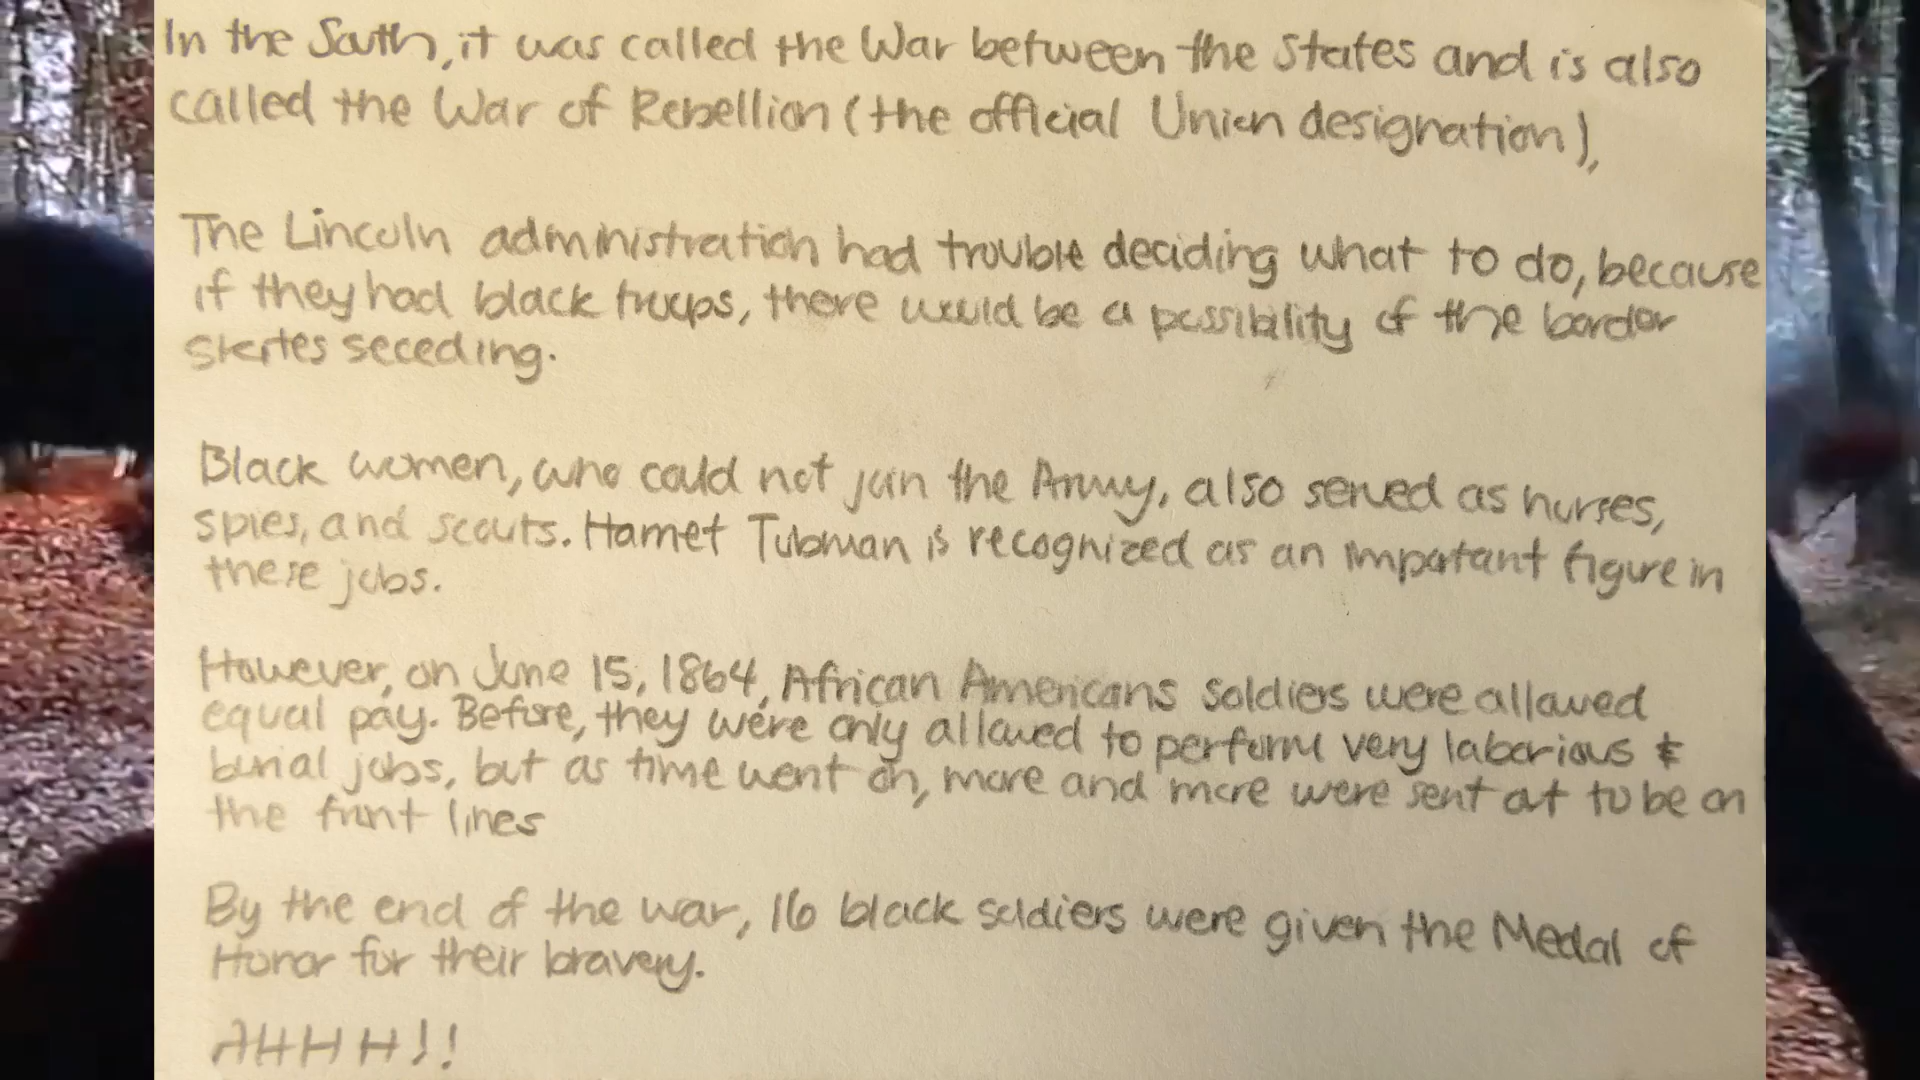 In the South, it was called the War between the States and is also
called the War of Rebellion (the official Union designation),
The Lincoln administration had trouble deciding what to do, because
if they had black troops, there would be a possibility of the border
states seceding.
Black women, who could not join the Army, also served as nurses,
spies, and scouts. Harriet Tubman is recognized as an important figure in
these jobs.
However, on June 15, 1864, African Americans soldiers were allowed
equal pay. Before, they were only allowed to perform very laborious &
burial jobs, but as time went on, more and more were sent out to be on
the front lines
By the end of the war, 16 black soldiers were given the Medal of
Honor for their bravery.
AHHH!!